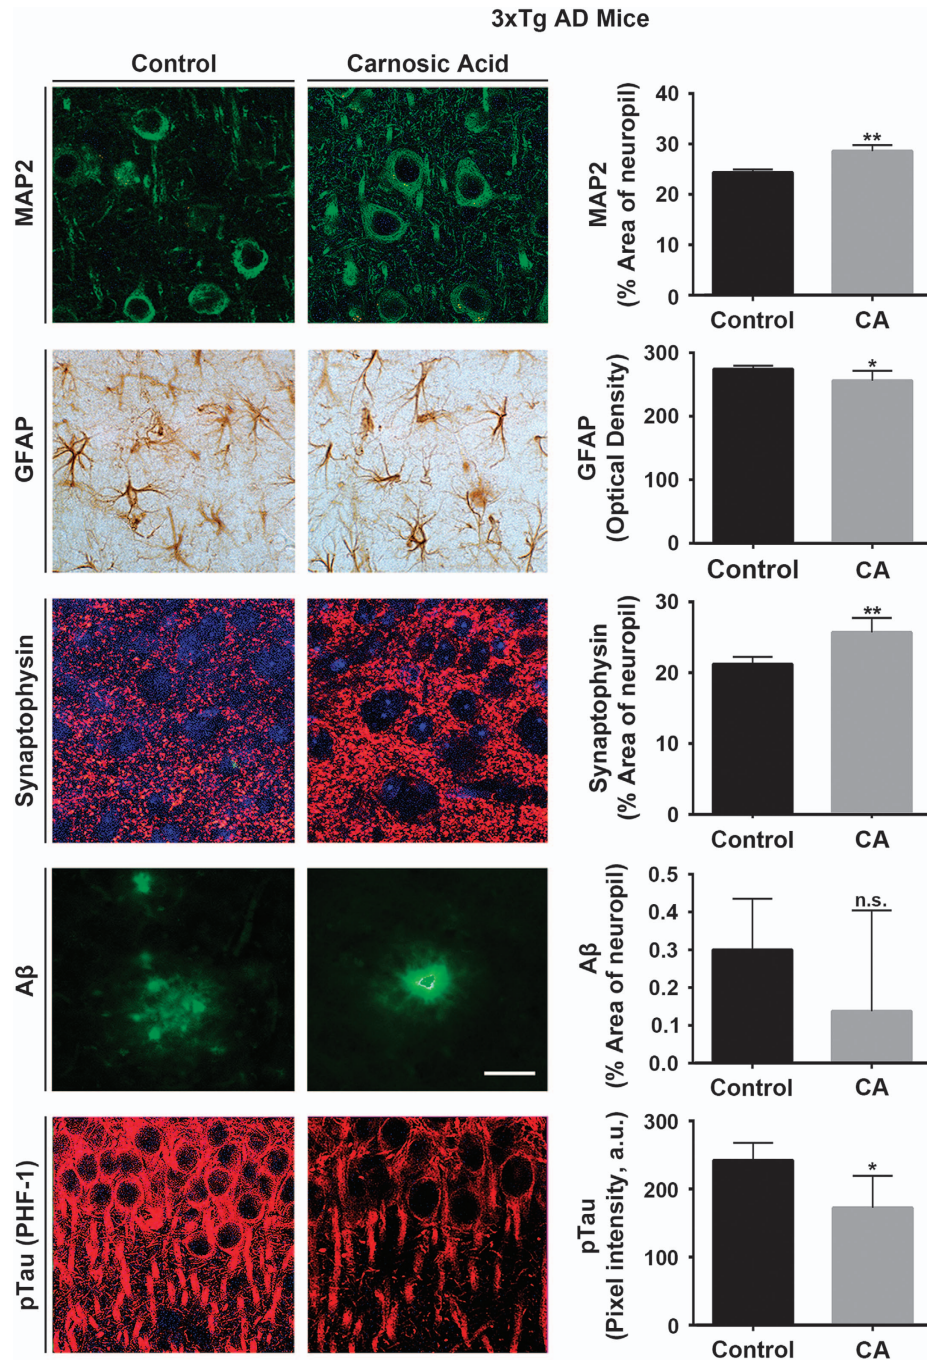 3xTg AD Mice
Control
Carnosic Acid
MAP2
MAP2
(% Area of neuropil)
40
30
20
10
0
**
Control
CA
GFAP
GFAP
(Optical Density)
300
200
100
0
*
Control
CA
Synaptophysin
Synaptophysin
(% Area of neuropil)
30
20
10
0
**
Control
CA
Aβ
Aβ
(% Area of neuropil)
0.5
0.4
0.3
0.2
0.1
0.0
n.s.
Control
CA
pTau (PHF-1)
pTau
(Pixel intensity, a.u.)
300
200
100
0
*
Control
CA